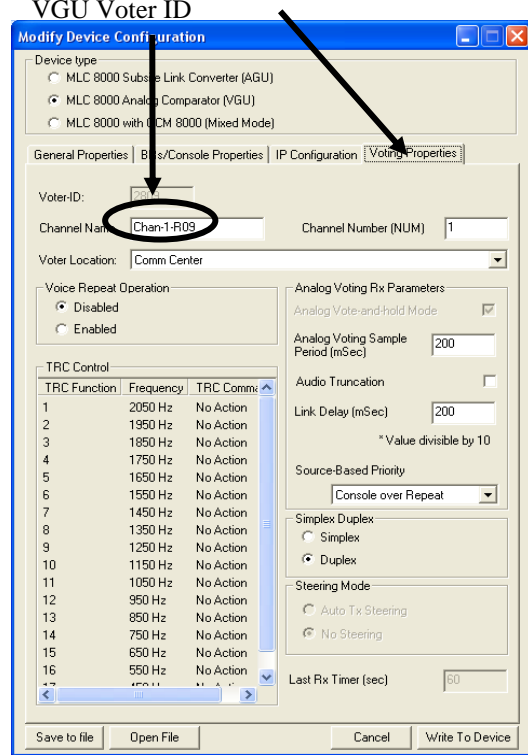 VGU Voter ID
Modify Device Configuration
Device type
MLC 8000 Subsite Link Converter (AGU)
MLC 8000 Analog Comparator (VGU)
MLC 8000 with GCM 8000 (Mixed Mode)
General Properties BRs/Console Properties IP Configuration Voting Properties
Voter-ID: 2809
Channel Name: Chan-1-R09 Channel Number (NUM) 1
Voter Location: Comm Center
Voice Repeat Operation
Disabled
Enabled
TRC Control
TRC Function Frequency TRC Comma
1 2050 Hz No Action
2 1950 Hz No Action
3 1850 Hz No Action
4 1750 Hz No Action
5 1650 Hz No Action
6 1550 Hz No Action
7 1450 Hz No Action
8 1350 Hz No Action
9 1250 Hz No Action
10 1150 Hz No Action
11 1050 Hz No Action
12 950 Hz No Action
13 850 Hz No Action
14 750 Hz No Action
15 650 Hz No Action
16 550 Hz No Action
Analog Voting Rx Parameters
Analog Vote-and-hold Mode
Analog Voting Sample
Period (mSec) 200
Audio Truncation
Link Delay (mSec) 200
* Value divisible by 10
Source-Based Priority
Console over Repeat
Simplex Duplex
Simplex
Duplex
Steering Mode
Auto Tx Steering
No Steering
Last Rx Timer (sec) 60
Save to file Open File Cancel Write To Device